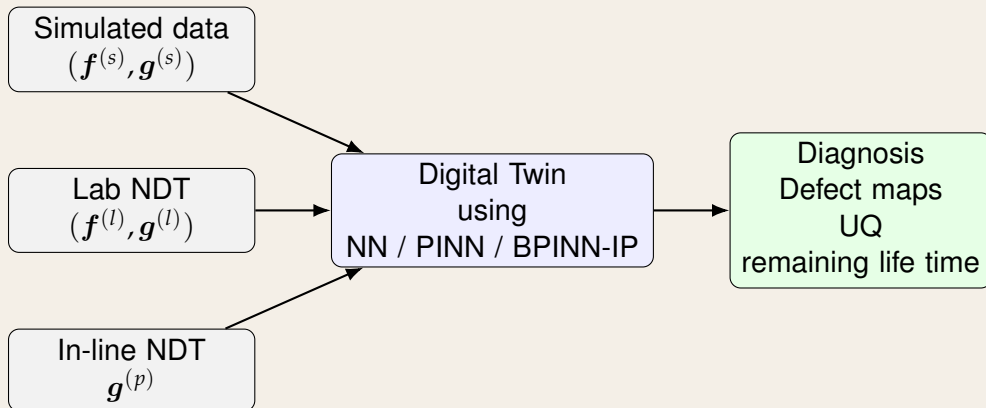 Simulated data
(f^(s), g^(s))
Lab NDT
(f^(l), g^(l))
In-line NDT
g^(p)
Digital Twin
using
NN / PINN / BPINN-IP
Diagnosis
Defect maps
UQ
remaining life time